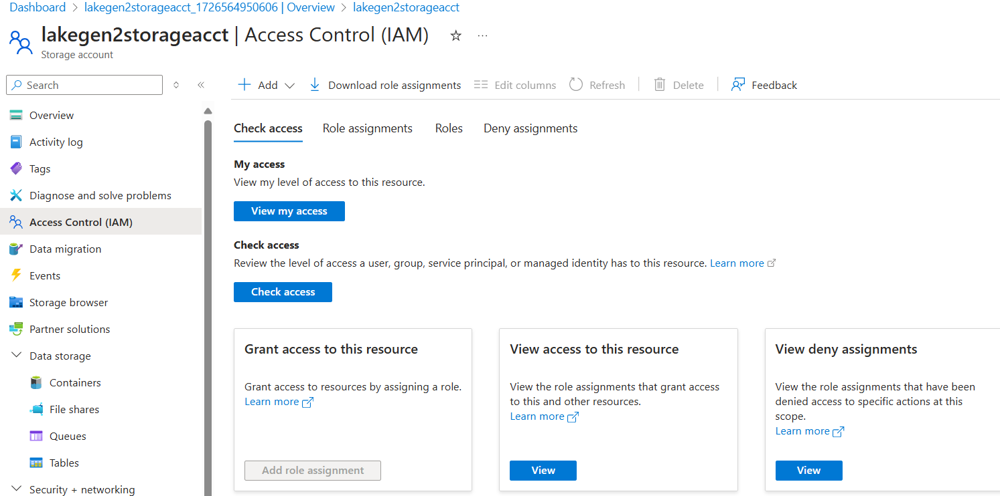 Dashboard > lakegen2storageacct_1726564950606 | Overview > lakegen2storageacct
lakegen2storageacct | Access Control (IAM)
Storage account
Search
Overview
Activity log
Tags
Diagnose and solve problems
Access Control (IAM)
Data migration
Events
Storage browser
Partner solutions
Data storage
Containers
File shares
Queues
Tables
Security + networking
Add
Download role assignments
Edit columns
Refresh
Delete
Feedback
Check access
Role assignments
Roles
Deny assignments
My access
View my level of access to this resource.
View my access
Check access
Review the level of access a user, group, service principal, or managed identity has to this resource. Learn more
Check access
Grant access to this resource
Grant access to resources by assigning a role.
Learn more
Add role assignment
View access to this resource
View the role assignments that grant access
to this and other resources.
Learn more
View
View deny assignments
View the role assignments that have been
denied access to specific actions at this
scope.
Learn more
View